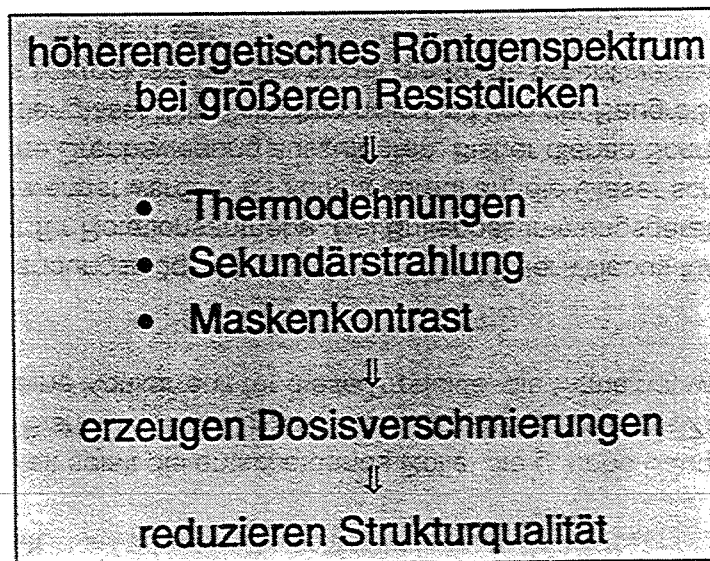 höherenergetisches Röntgenspektrum
bei größeren Resistdicken
⇓
• Thermodehnungen
• Sekundärstrahlung
• Maskenkontrast
⇓
erzeugen Dosisverschmierungen
⇓
reduzieren Strukturqualität